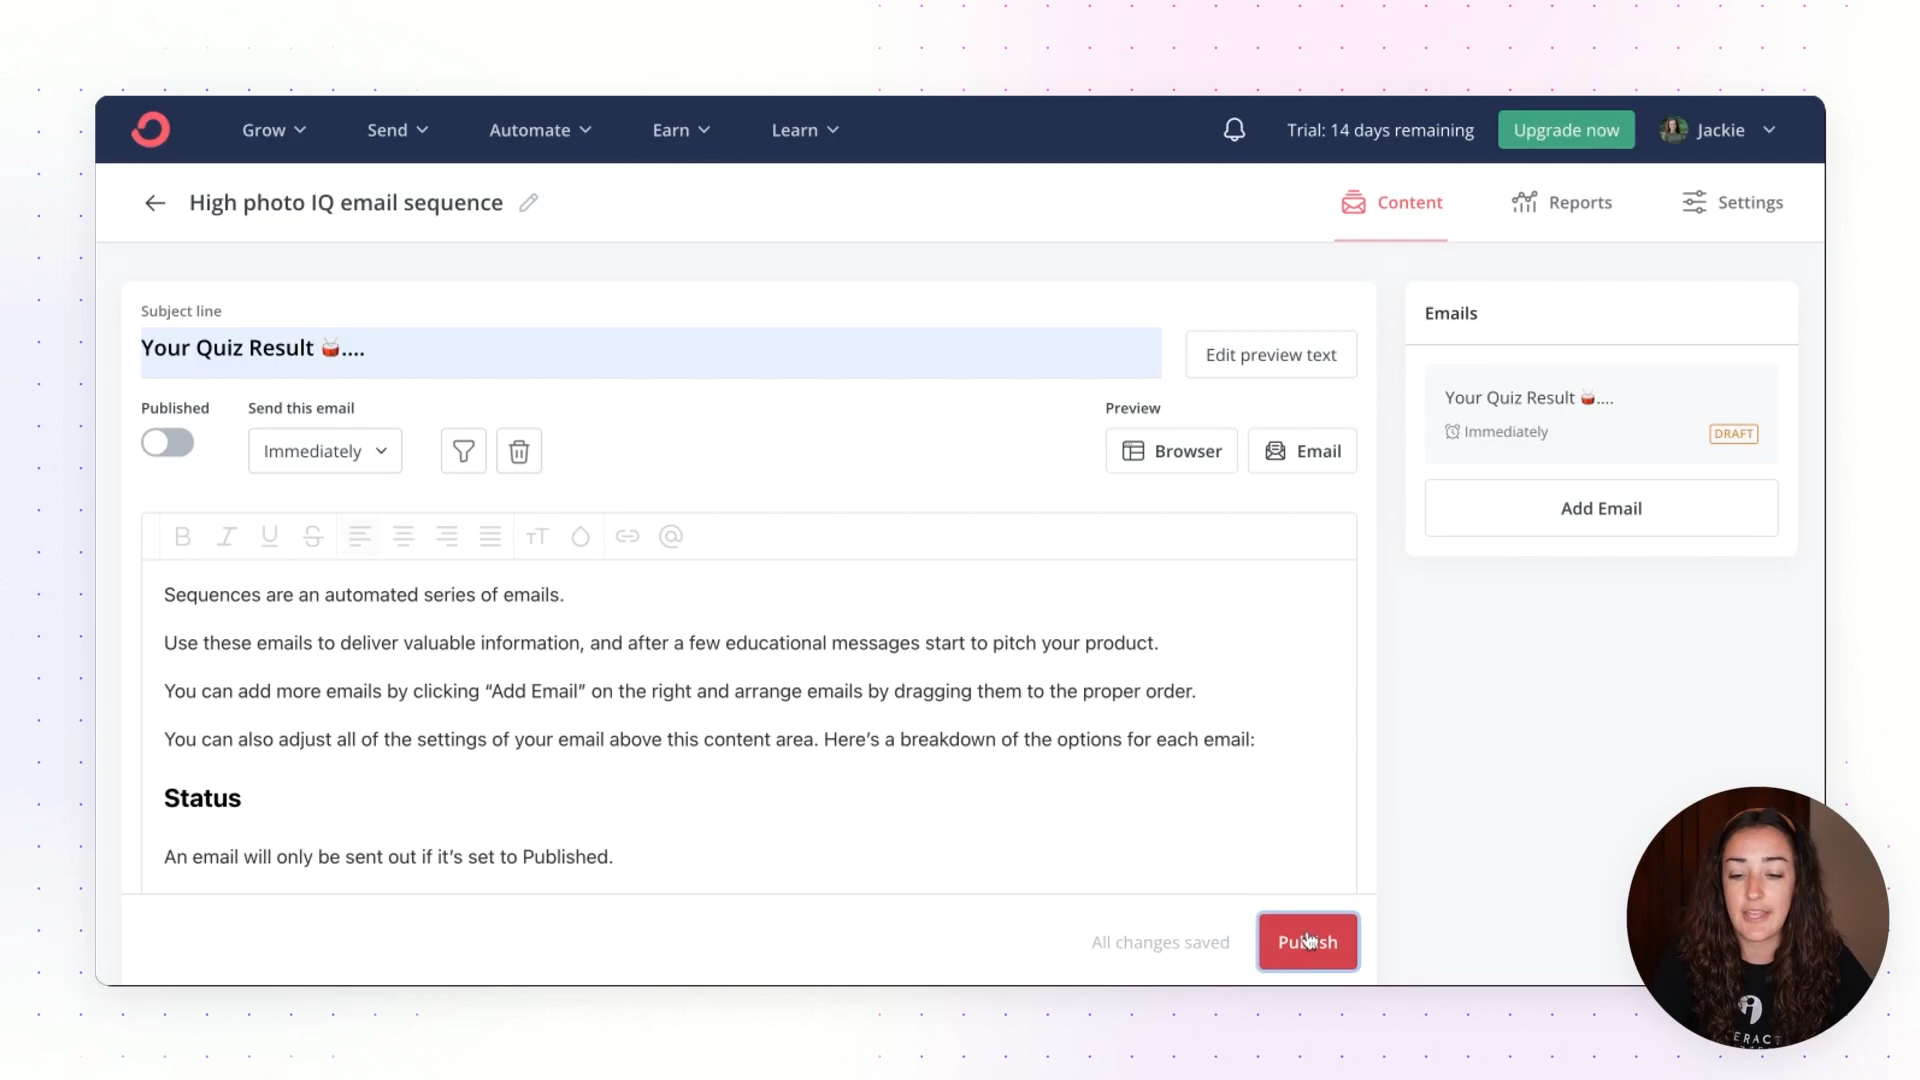 Grow
Send
Automate
Earn
Learn
Trial: 14 days remaining
Upgrade now
Jackie
High photo IQ email sequence
Content
Reports
Settings
Subject line
Your Quiz Result 🥁....
Edit preview text
Published
Send this email
Immediately
Preview
Browser
Email
Emails
Your Quiz Result 🥁....
Immediately
DRAFT
Add Email
B I U S
TT
@
Sequences are an automated series of emails.
Use these emails to deliver valuable information, and after a few educational messages start to pitch your product.
You can add more emails by clicking “Add Email” on the right and arrange emails by dragging them to the proper order.
You can also adjust all of the settings of your email above this content area. Here’s a breakdown of the options for each email:
Status
An email will only be sent out if it’s set to Published.
All changes saved
Publish
ERAC